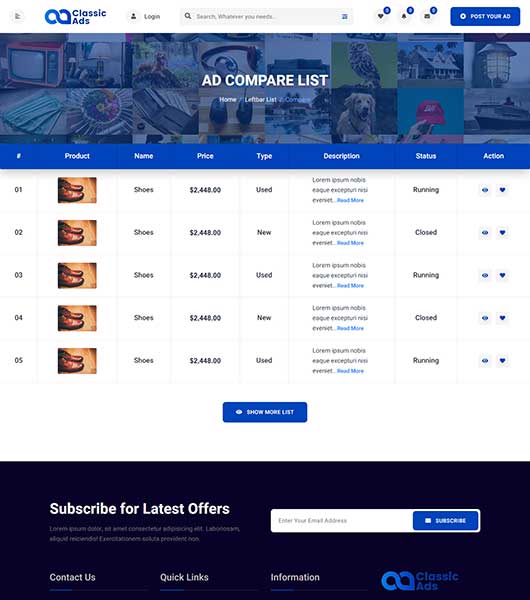 Classic
Ads
Login
Search, Whatever you needs...
0
0
0
POST YOUR AD
AD COMPARE LIST
Home / Leftbar List / Compare
# Product Name Price Type Description Status Action
01 Shoes $2,448.00 Used Lorem ipsum nobis Running
eaque excepturi nisi
eveniet...Read More
02 Shoes $2,448.00 New Lorem ipsum nobis Closed
eaque excepturi nisi
eveniet...Read More
03 Shoes $2,448.00 Used Lorem ipsum nobis Running
eaque excepturi nisi
eveniet...Read More
04 Shoes $2,448.00 New Lorem ipsum nobis Closed
eaque excepturi nisi
eveniet...Read More
05 Shoes $2,448.00 Used Lorem ipsum nobis Running
eaque excepturi nisi
eveniet...Read More
SHOW MORE LIST
Subscribe for Latest Offers
Lorem ipsum dolor, sit amet consectetur adipisicing elit. Laboriosam,
aliquid reiciendis! Exercitationem soluta provident non.
Enter Your Email Address
SUBSCRIBE
Contact Us
Quick Links
Information
Classic
Ads